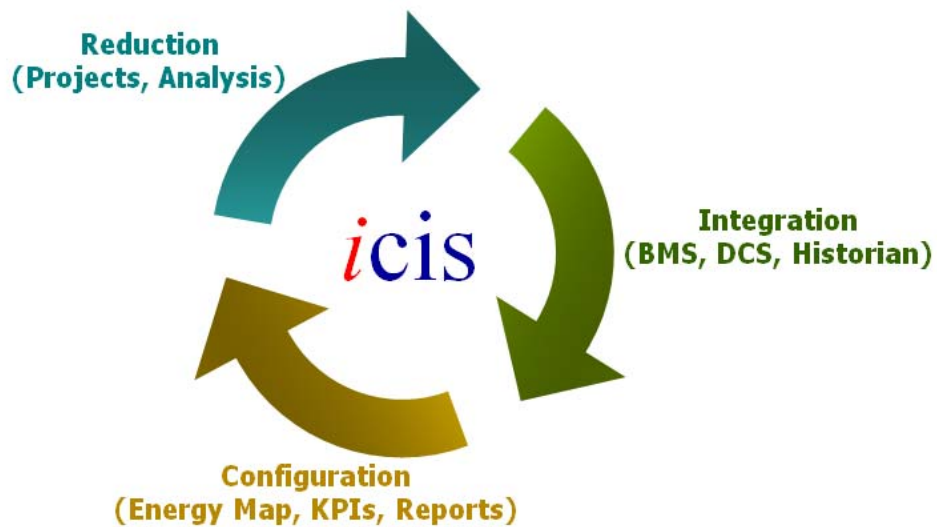 Reduction
(Projects, Analysis)
Integration
(BMS, DCS, Historian)
icis
Configuration
(Energy Map, KPIs, Reports)